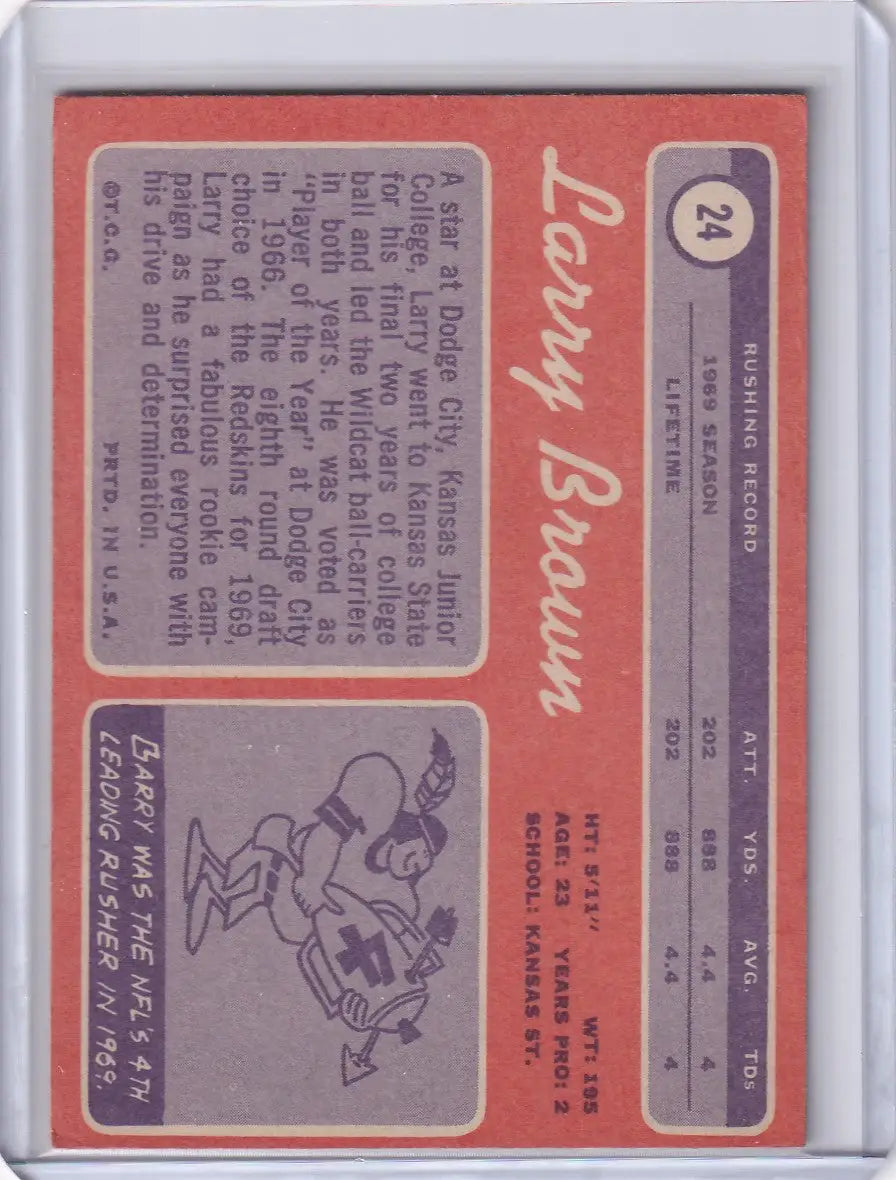 24
RUSHING RECORD ATT. YDS. AVG. TDS
1969 SEASON 202 888 4.4 4
LIFETIME 202 888 4.4 4
Larry Brown
HT: 5/11" WT: 195
AGE: 23 YEARS PRO: 2
SCHOOL: KANSAS ST.
A star at Dodge City, Kansas Junior
College, Larry went to Kansas State
for his final two years of college
ball and led the Wildcat ball-carriers
in both years. He was voted as
"Player of the Year" at Dodge City
in 1966. The eighth round draft
choice of the Redskins for 1969,
Larry had a fabulous rookie cam-
paign as he surprised everyone with
his drive and determination.
©T.C.G. PRTD. IN U.S.A.
BARRY WAS THE NFL'S 4TH
LEADING RUSHER IN 1969.